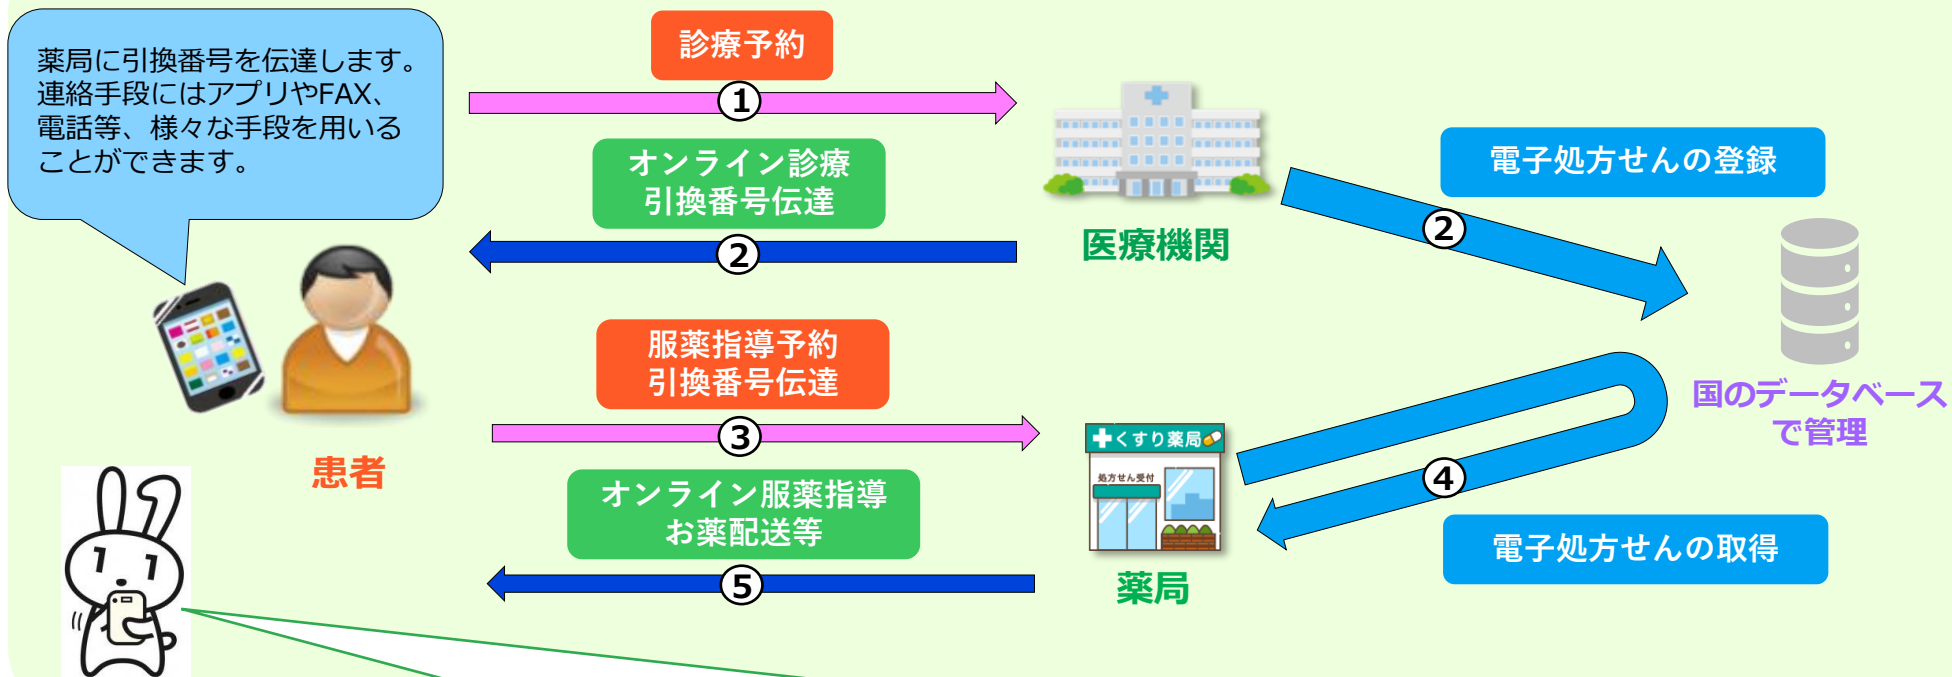 薬局に引換番号を伝達します。
連絡手段にはアプリやFAX、
電話等、様々な手段を用いる
ことができます。
診療予約
①
オンライン診療
引換番号伝達
②
医療機関
電子処方せんの登録
②
国のデータベース
で管理
患者
服薬指導予約
引換番号伝達
③
オンライン服薬指導
お薬配送等
⑤
くすり薬局
処方せん受付
薬局
④
電子処方せんの取得